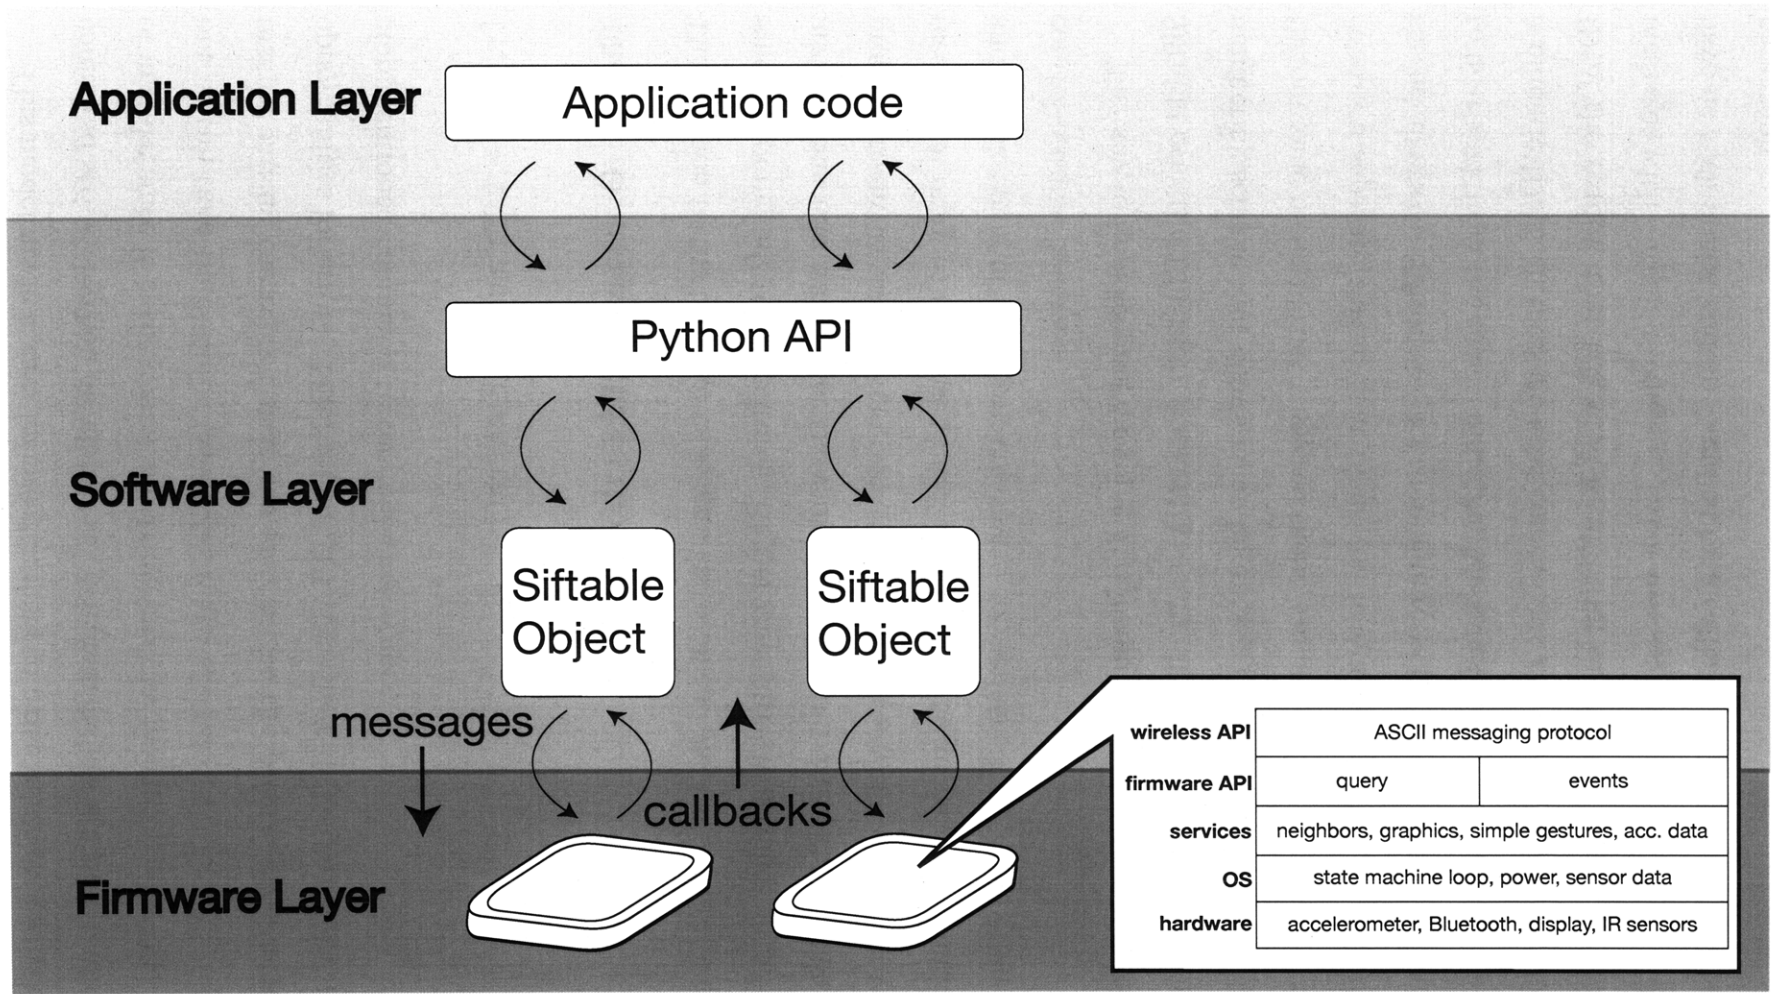 Application Layer
Application code
Python API
Software Layer
Siftable
Object
Siftable
Object
messages
callbacks
Firmware Layer
wireless API ASCII messaging protocol
firmware API query events
services neighbors, graphics, simple gestures, acc. data
OS state machine loop, power, sensor data
hardware accelerometer, Bluetooth, display, IR sensors